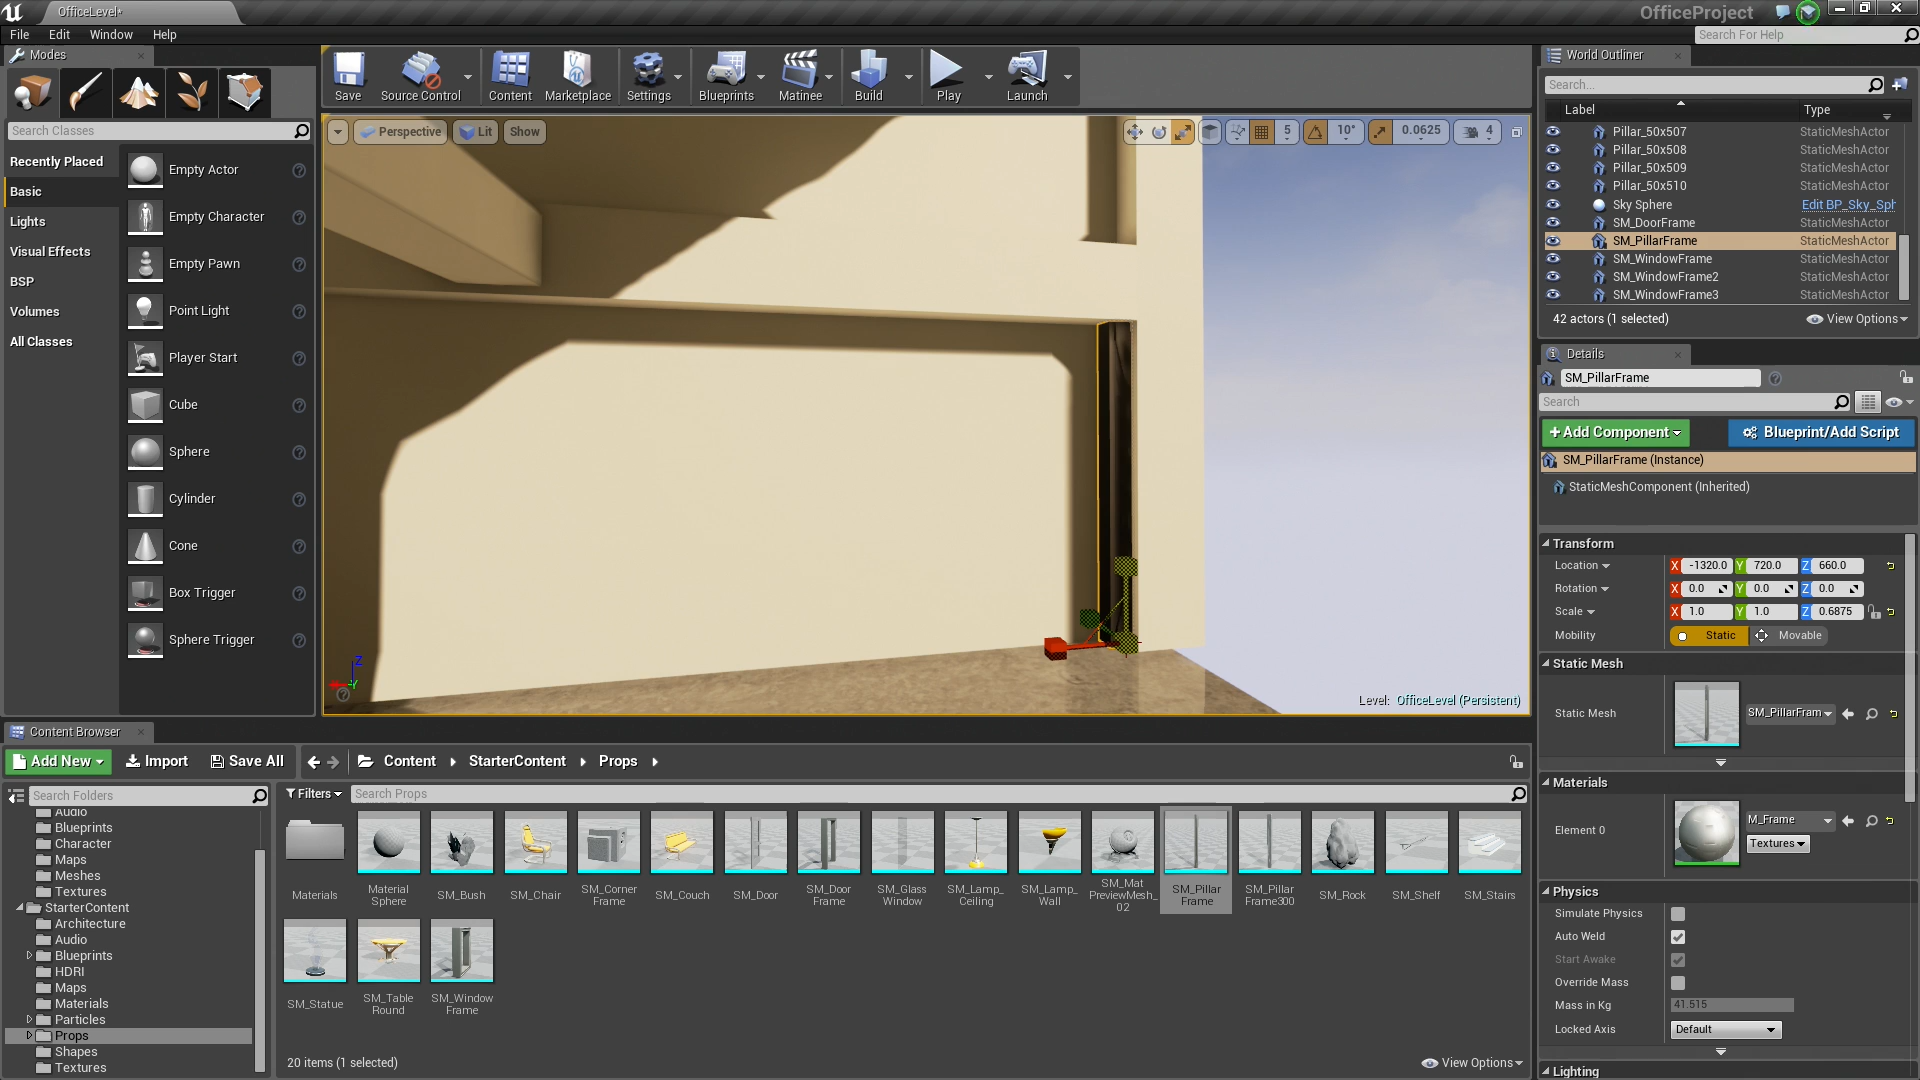 OfficeLevel*
OfficeProject
File Edit Window Help
Search For Help
Modes
Save
Source Control
Content
Marketplace
Settings
Blueprints
Matinee
Build
Play
Launch
World Outliner
Search...
Label Type
Search Classes
Perspective Lit Show
5 10° 0.0625 4
Recently Placed
Basic
Lights
Visual Effects
BSP
Volumes
All Classes
Empty Actor
Empty Character
Empty Pawn
Point Light
Player Start
Cube
Sphere
Cylinder
Cone
Box Trigger
Sphere Trigger
Z
Y
Level: OfficeLevel (Persistent)
Pillar_50x507 StaticMeshActor
Pillar_50x508 StaticMeshActor
Pillar_50x509 StaticMeshActor
Pillar_50x510 StaticMeshActor
Sky Sphere Edit BP_Sky_Sph
SM_DoorFrame StaticMeshActor
SM_PillarFrame StaticMeshActor
SM_WindowFrame StaticMeshActor
SM_WindowFrame2 StaticMeshActor
SM_WindowFrame3 StaticMeshActor
42 actors (1 selected) View Options
Details
SM_PillarFrame
Search
+Add Component Blueprint/Add Script
SM_PillarFrame (Instance)
StaticMeshComponent (Inherited)
Transform
Location X -1320.0 Y 720.0 Z 660.0
Rotation X 0.0 Y 0.0 Z 0.0
Scale X 1.0 Y 1.0 Z 0.6875
Mobility Static Movable
Static Mesh
Static Mesh SM_PillarFram
Materials
Element 0
M_Frame
Textures
Physics
Simulate Physics
Auto Weld
Start Awake
Override Mass
Mass in Kg 41.515
Locked Axis Default
Lighting
Content Browser
Add New Import Save All Content StarterContent Props
Search Folders
Filters Search Props
Audio
Blueprints
Character
Maps
Meshes
Textures
StarterContent
Architecture
Audio
Blueprints
HDRI
Maps
Materials
Particles
Props
Shapes
Textures
Materials
Material
Sphere
SM_Bush
SM_Chair
SM_Corner
Frame
SM_Couch
SM_Door
SM_Door
Frame
SM_Glass
Window
SM_Lamp_
Ceiling
SM_Lamp_
Wall
SM_Mat
PreviewMesh_
02
SM_Pillar
Frame
SM_Pillar
Frame300
SM_Rock
SM_Shelf
SM_Stairs
SM_Statue
SM_Table
Round
SM_Window
Frame
20 items (1 selected) View Options